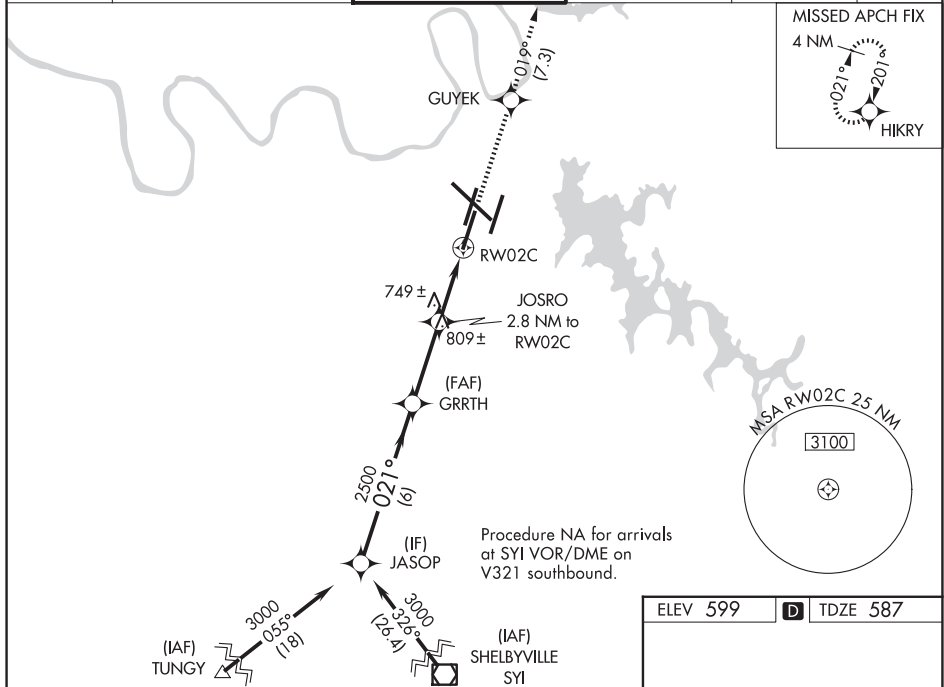 MISSED APCH FIX
4 NM
021°
201°
HIKRY
019°
(7.3)
GUYEK
RW02C
749 ±
JOSRO
2.8 NM to
RW02C
809 ±
(FAF)
GRRTH
MSA RW02C 25 NM
3100
2500
021°
(6)
(IF)
JASOP
Procedure NA for arrivals
at SYI VOR/DME on
V321 southbound.
3000
055°
(18)
(IAF)
TUNGY
3000
326°
(26.4)
(IAF)
SHELBYVILLE
SYI
ELEV 599 D TDZE 587